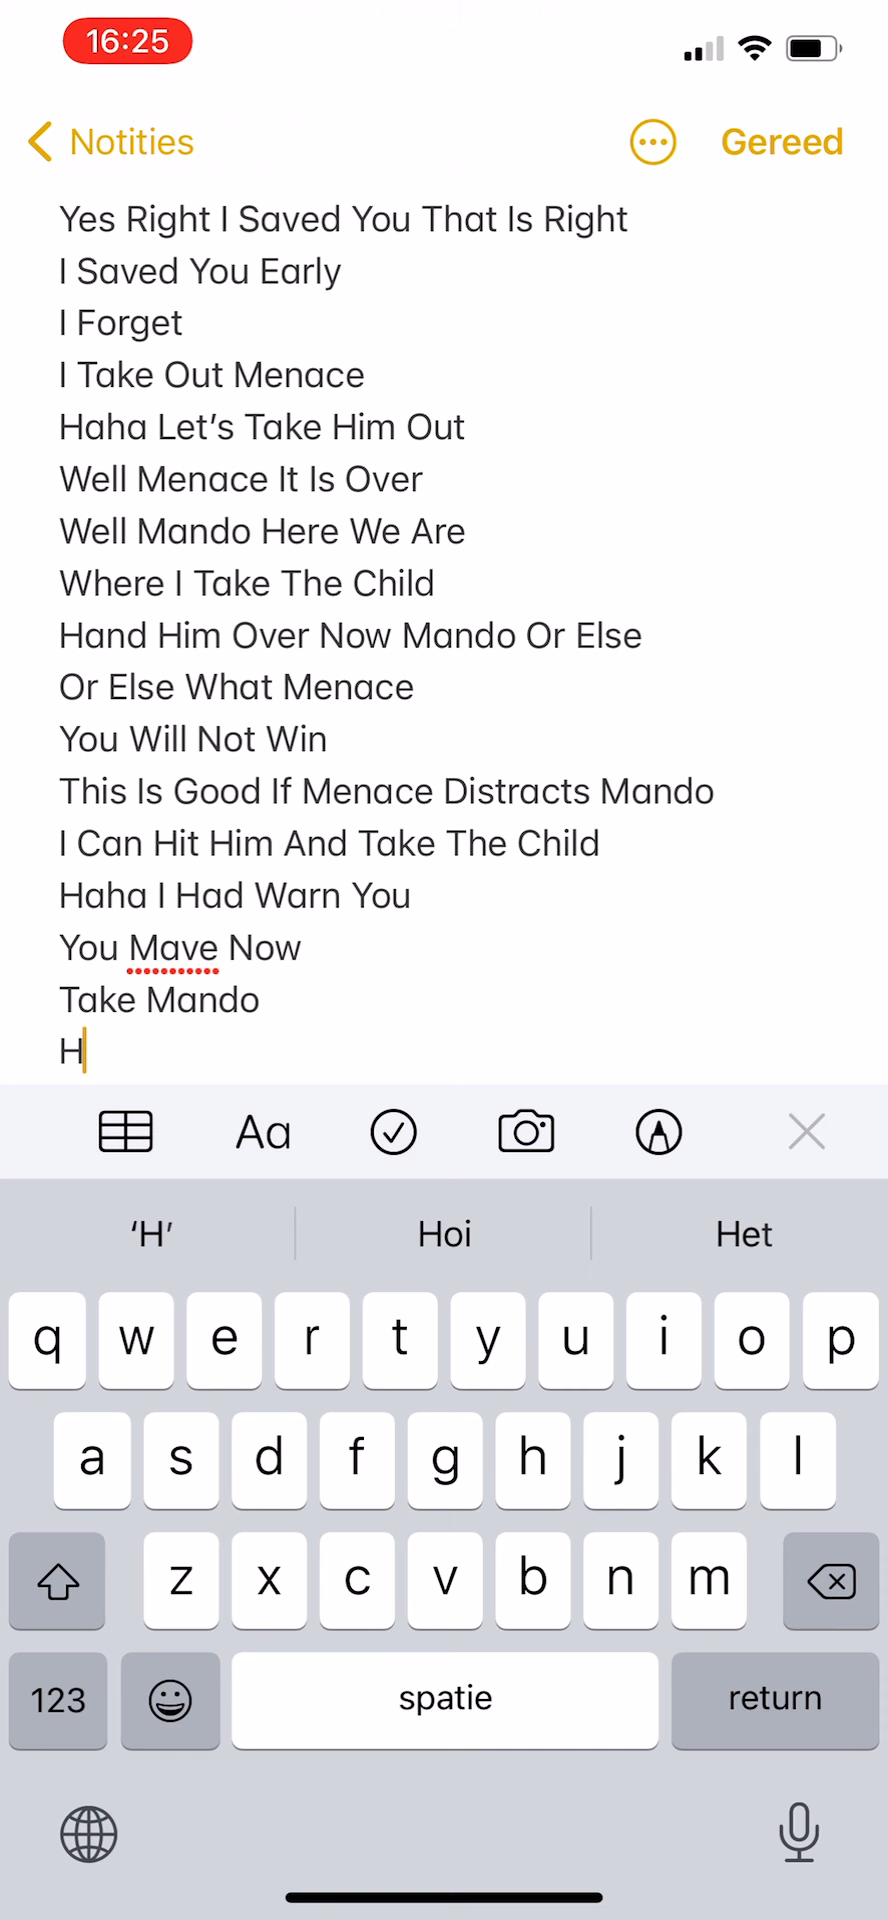 16:25
Notities
Gereed
Yes Right I Saved You That Is Right
I Saved You Early
I Forget
I Take Out Menace
Haha Let's Take Him Out
Well Menace It Is Over
Well Mando Here We Are
Where I Take The Child
Hand Him Over Now Mando Or Else
Or Else What Menace
You Will Not Win
This Is Good If Menace Distracts Mando
I Can Hit Him And Take The Child
Haha I Had Warn You
You Mave Now
Take Mando
H
Aa
‘H’ Hoi Het
q w e r t y u i o p
a s d f g h j k l
z x c v b n m
123 spatie return